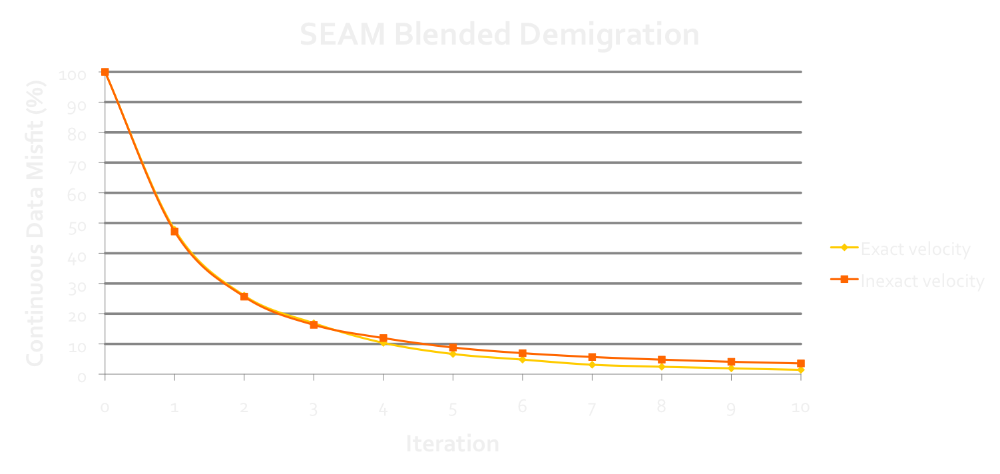 SEAM Blended Demigration
Continuous Data Misfit (%)
100
90
80
70
60
50
40
30
20
10
0
0 1 2 3 4 5 6 7 8 9 10
Iteration
Exact velocity
Inexact velocity